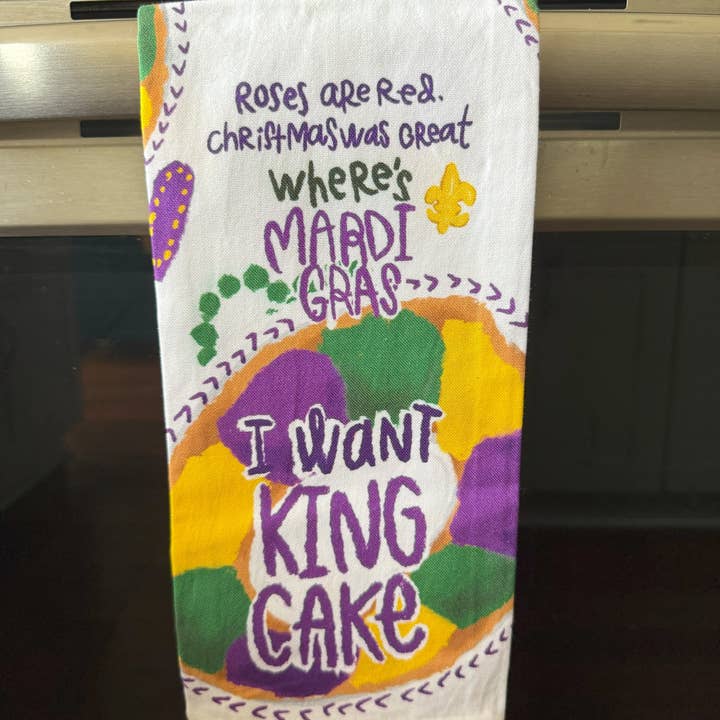 Roses are Red.
Christmas was Great
Where's
MARDI
GRAS
I WANT
KING
CAKE